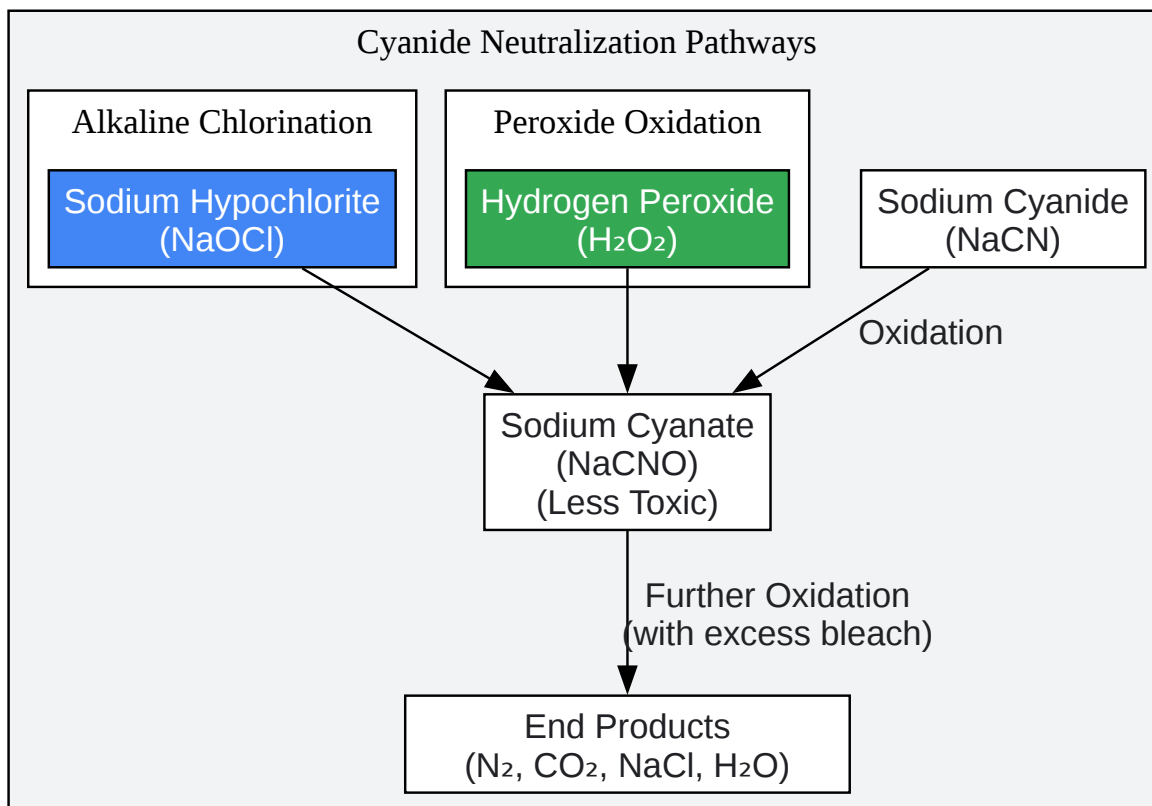 Cyanide Neutralization Pathways
Alkaline Chlorination
Peroxide Oxidation
Sodium Hypochlorite
(NaOCl)
Hydrogen Peroxide
(H₂O₂)
Sodium Cyanide
(NaCN)
Oxidation
Sodium Cyanate
(NaCNO)
(Less Toxic)
Further Oxidation
(with excess bleach)
End Products
(N₂, CO₂, NaCl, H₂O)